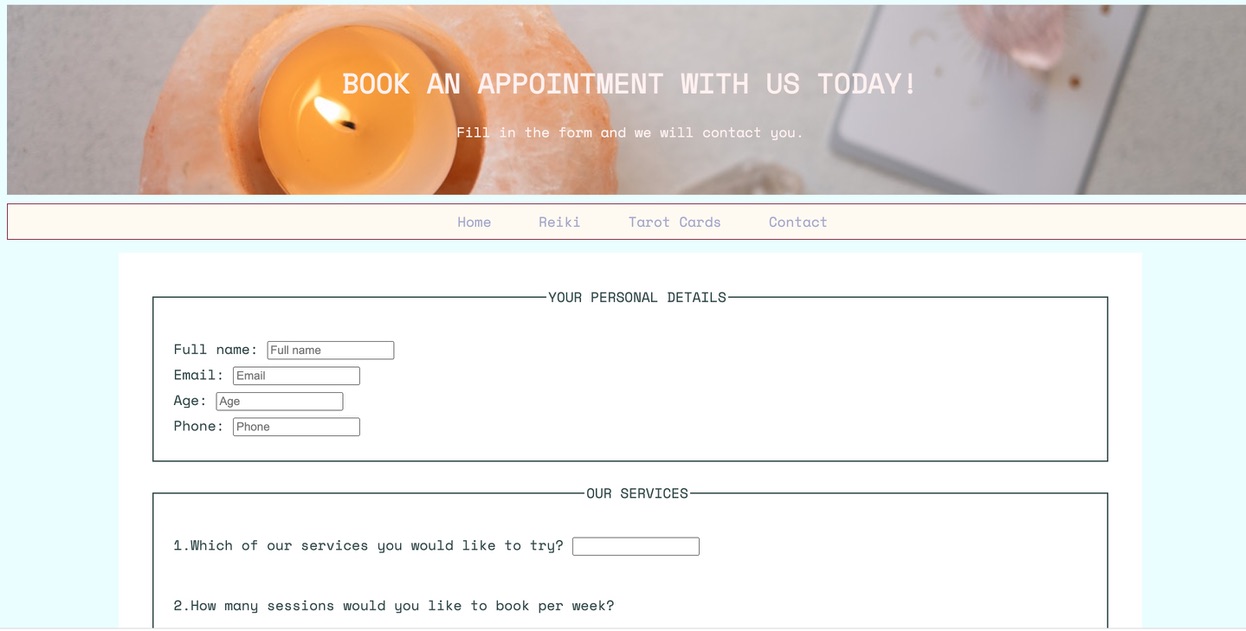 BOOK AN APPOINTMENT WITH US TODAY!
Fill in the form and we will contact you.
Home Reiki Tarot Cards Contact
YOUR PERSONAL DETAILS
Full name: Full name
Email: Email
Age: Age
Phone: Phone
OUR SERVICES
1.Which of our services you would like to try?
2.How many sessions would you like to book per week?